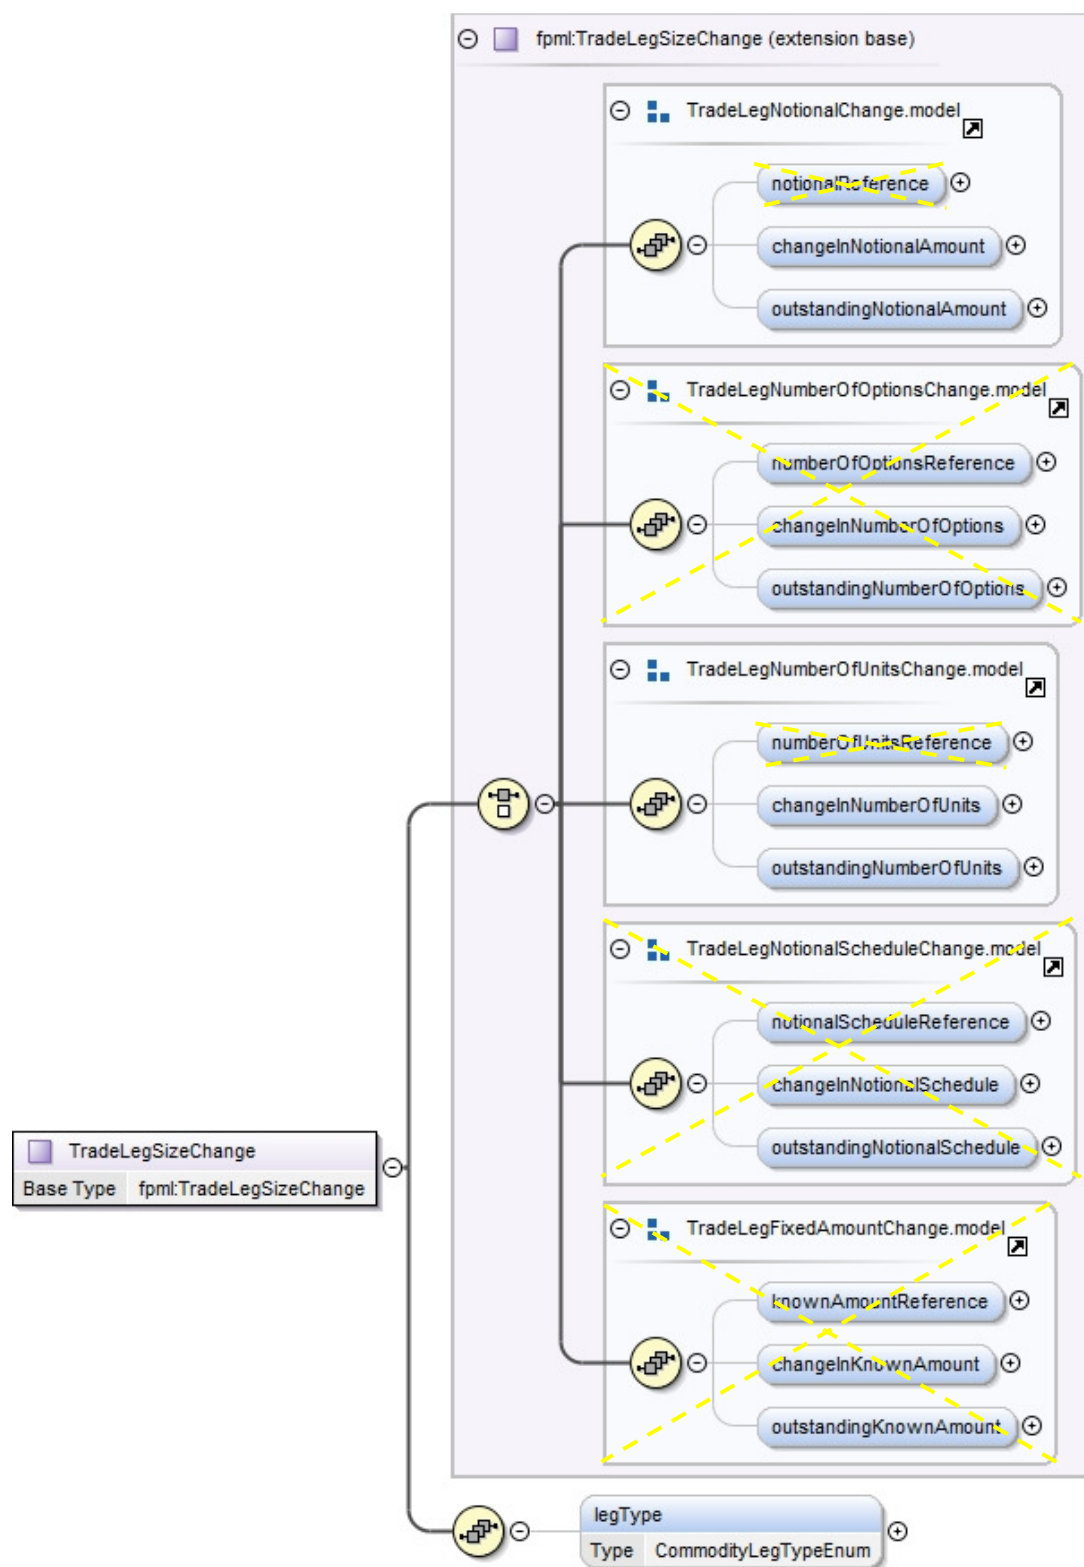 fpml:TradeLegSizeChange (extension base)
TradeLegNotionalChange.model
notionalReference
changeInNotionalAmount
outstandingNotionalAmount
TradeLegNumberOfOptionsChange.model
numberOfOptionsReference
changeInNumberOfOptions
outstandingNumberOfOptions
TradeLegNumberOfUnitsChange.model
numberOfUnitsReference
changeInNumberOfUnits
outstandingNumberOfUnits
TradeLegNotionalScheduleChange.model
notionalScheduleReference
changeInNotionalSchedule
outstandingNotionalSchedule
TradeLegSizeChange
Base Type fpml:TradeLegSizeChange
TradeLegFixedAmountChange.model
knownAmountReference
changeInKnownAmount
outstandingKnownAmount
legType
Type CommodityLegTypeEnum